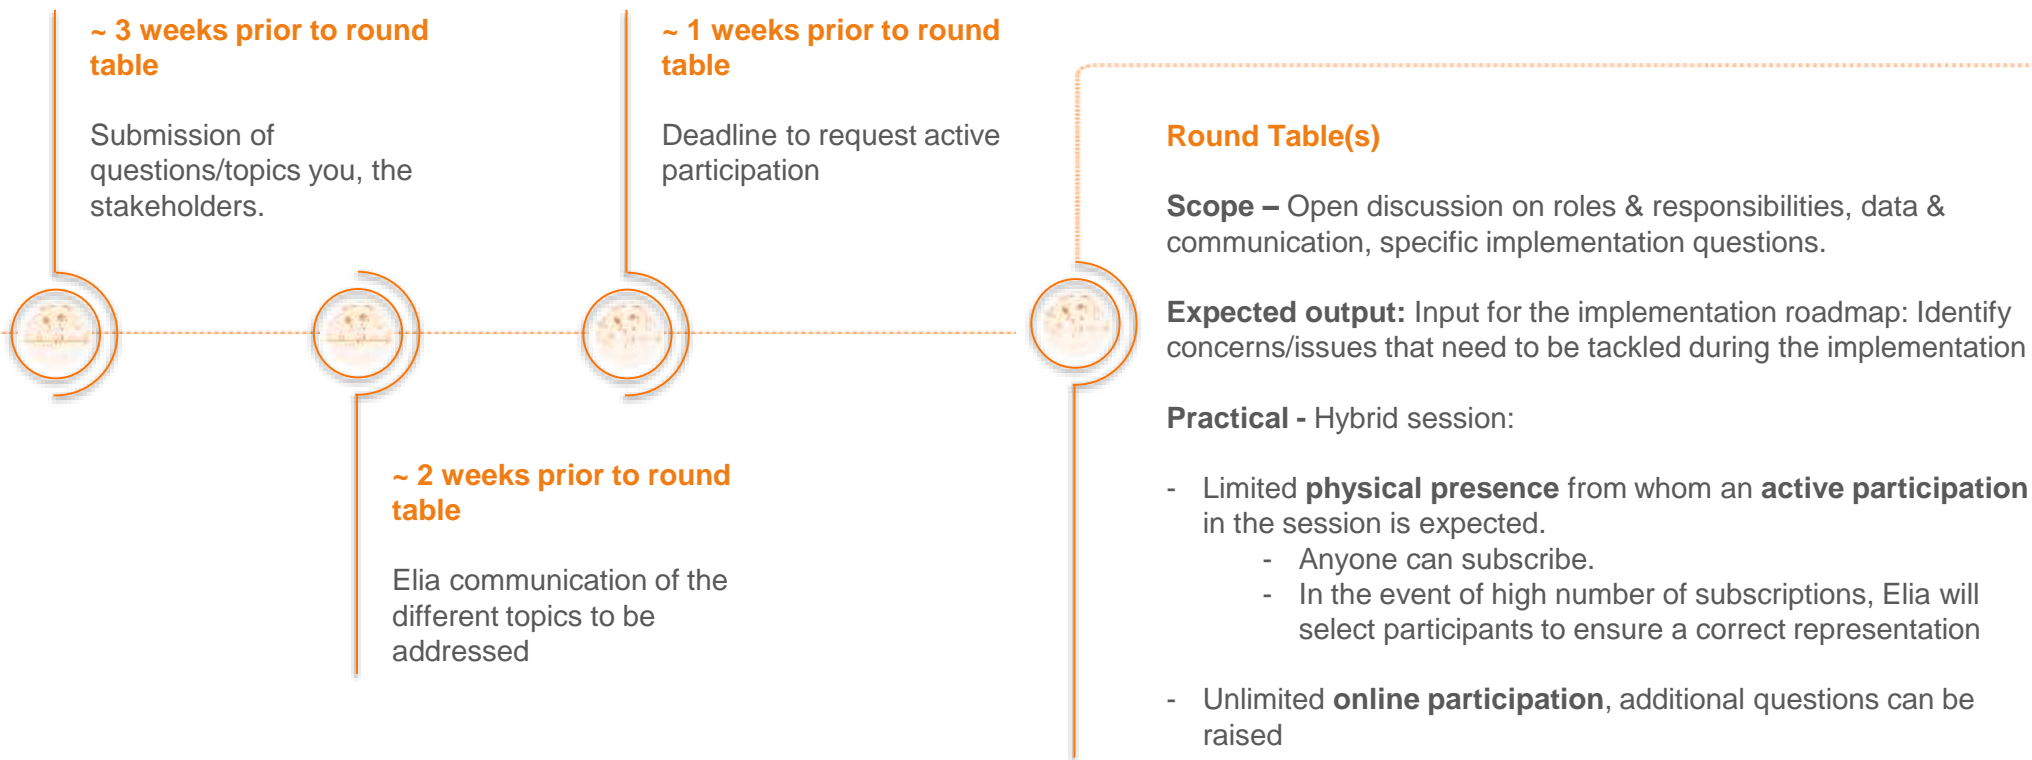 ~ 3 weeks prior to round
table
Submission of
questions/topics you, the
stakeholders.
~ 2 weeks prior to round
table
Elia communication of the
different topics to be
addressed
~ 1 weeks prior to round
table
Deadline to request active
participation
Round Table(s)
Scope – Open discussion on roles & responsibilities, data &
communication, specific implementation questions.
Expected output: Input for the implementation roadmap: Identify
concerns/issues that need to be tackled during the implementation
Practical - Hybrid session:
- Limited physical presence from whom an active participation
in the session is expected.
- Anyone can subscribe.
- In the event of high number of subscriptions, Elia will
select participants to ensure a correct representation
- Unlimited online participation, additional questions can be
raised